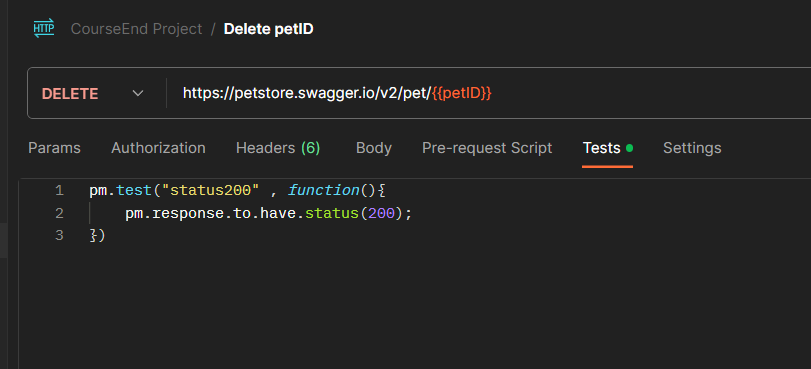 HTTP CourseEnd Project / Delete petID
DELETE https://petstore.swagger.io/v2/pet/{{petID}}
Params Authorization Headers (6) Body Pre-request Script Tests Settings
1 pm.test("status200" , function(){
2 pm.response.to.have.status(200);
3 })